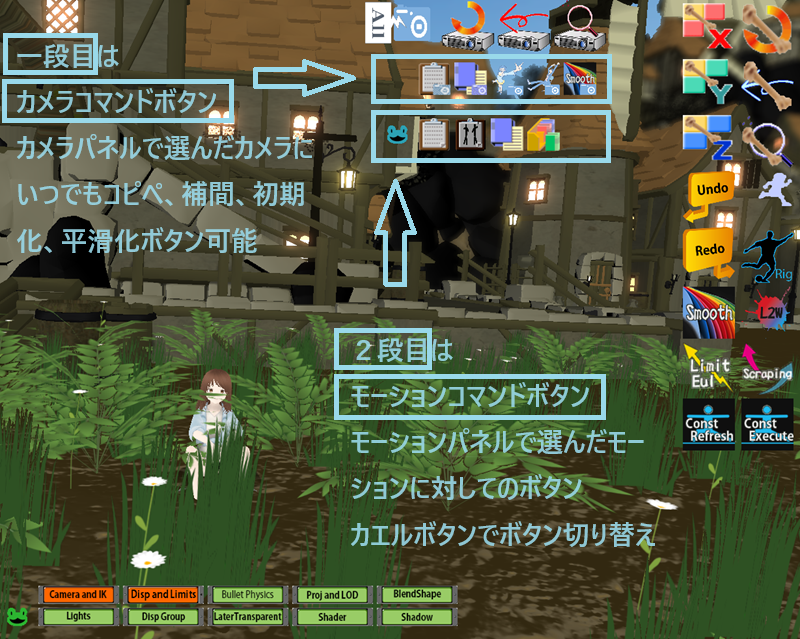 All
一段目は
カメラコマンドボタン
カメラパネルで選んだカメラに
いつでもコピペ、補間、初期
化、平滑化ボタン可能
Smooth
X
Y
Z
Undo
Redo
Rig
Smooth
L2W
Limit
Eul
Scraping
Const
Refresh
Const
Execute
２段目は
モーションコマンドボタン
モーションパネルで選んだモー
ションに対してのボタン
カエルボタンでボタン切り替え
Camera and IK
Disp and Limits
Bullet Physics
Proj and LOD
BlendShape
Lights
Disp Group
LaterTransparent
Shader
Shadow